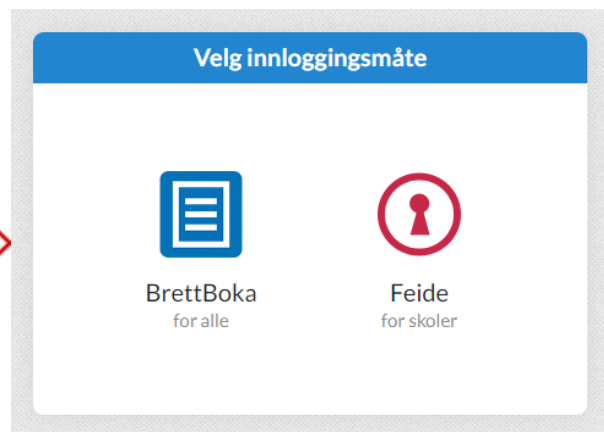 Velg innloggingsmåte
BrettBoka
for alle
Feide
for skoler